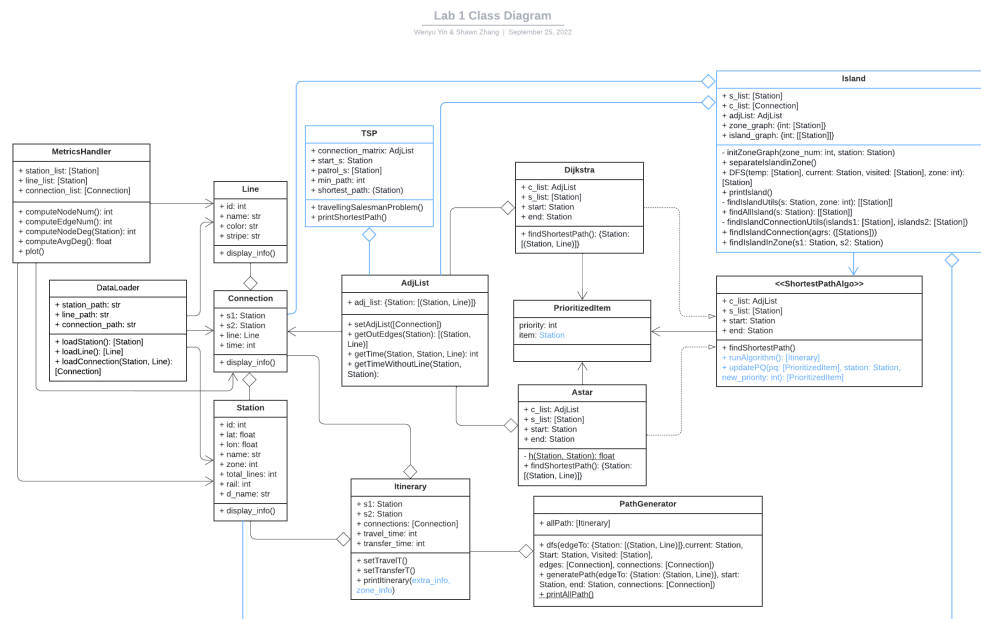 Lab 1 Class Diagram
Wenyu Yin & Shawn Zhang | September 25, 2022
Island
+ s_list: [Station]
+ c_list: [Connection]
+ adjList: AdjList
+ zone_graph: {int: [Station]}
+ island_graph: {int: [[Station]]}
- initZoneGraph(zone_num: int, station: Station)
+ separateIslandinZone()
+ DFS(temp: [Station], current: Station, visited: [Station], zone: int):
[Station]
+ printIsland()
- findIslandUtils(s: Station, zone: int): [[Station]]
+ findAllIsland(s: Station): [[Station]]
- findIslandConnectionUtils(islands1: [Station], islands2: [Station])
+ findIslandConnection(agrs: ([Stations])
+ findIslandInZone(s1: Station, s2: Station)
TSP
+ connection_matrix: AdjList
+ start_s: Station
+ patrol_s: [Station]
+ min_path: int
+ shortest_path: (Station)
+ travellingSalesmanProblem()
+ printShortestPath()
MetricsHandler
+ station_list: [Station]
+ line_list: [Station]
+ connection_list: [Connection]
+ computeNodeNum(): int
+ computeEdgeNum(): int
+ computeNodeDeg(Station): int
+ computeAvgDeg(): float
+ plot()
Line
+ id: int
+ name: str
+ color: str
+ stripe: str
+ display_info()
Dijkstra
+ c_list: AdjList
+ s_list: [Station]
+ start: Station
+ end: Station
+ findShortestPath(): {Station:
[(Station, Line)]}
DataLoader
+ station_path: str
+ line_path: str
+ connection_path: str
+ loadStation(): [Station]
+ loadLine(): [Line]
+ loadConnection(Station, Line):
[Connection]
Connection
+ s1: Station
+ s2: Station
+ line: Line
+ time: int
+ display_info()
AdjList
+ adj_list: {Station: [(Station, Line)]}
+ setAdjList([Connection])
+ getOutEdges(Station): [(Station,
Line)]
+ getTime(Station, Station, Line): int
+ getTimeWithoutLine(Station,
Station):
PrioritizedItem
priority: int
item: Station
<<ShortestPathAlgo>>
+ c_list: AdjList
+ s_list: [Station]
+ start: Station
+ end: Station
+ findShortestPath()
+ runAlgorithm(): [Itinerary]
+ updatePQ(pq: [PrioritizedItem], station: Station,
new_priority: int): [PrioritizedItem]
Station
+ id: int
+ lat: float
+ lon: float
+ name: str
+ zone: int
+ total_lines: int
+ rail: int
+ d_name: str
+ display_info()
Astar
+ c_list: AdjList
+ s_list: [Station]
+ start: Station
+ end: Station
- h(Station, Station): float
+ findShortestPath(): {Station:
[(Station, Line)]}
Itinerary
+ s1: Station
+ s2: Station
+ connections: [Connection]
+ travel_time: int
+ transfer_time: int
+ setTravelT()
+ setTransferT()
+ printItinerary(extra_info,
zone_info)
PathGenerator
+ allPath: [Itinerary]
+ dfs(edgeTo: {Station: [(Station, Line)]},current: Station,
Start: Station, Visited: [Station],
edges: [Connection], connections: [Connection])
+ generatePath(edgeTo: {Station: (Station, Line)}, start:
Station, end: Station, connections: [Connection])
+ printAllPath()